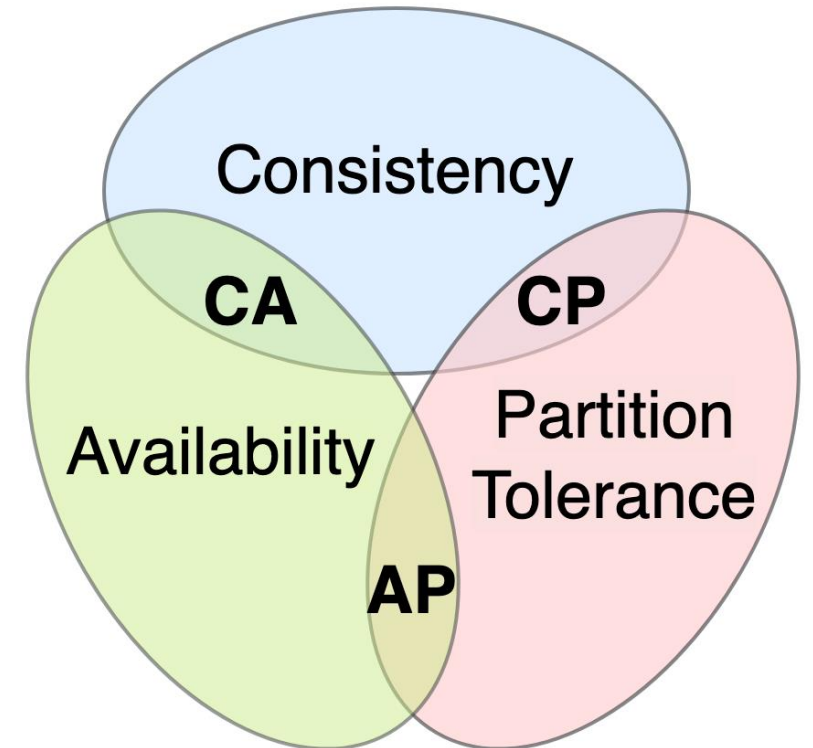 Consistency
CA
CP
Availability
Partition
Tolerance
AP